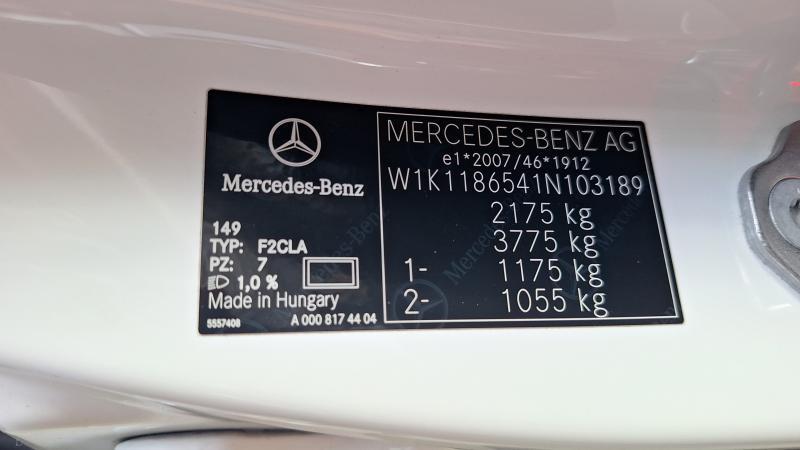 Mercedes-Benz
149
TYP: F2CLA
PZ: 7
1,0 %
Made in Hungary
5557408
A 000 817 44 04
MERCEDES-BENZ AG
e1*2007/46*1912
W1K1186541N103189
2175 kg
3775 kg
1- 1175 kg
2- 1055 kg